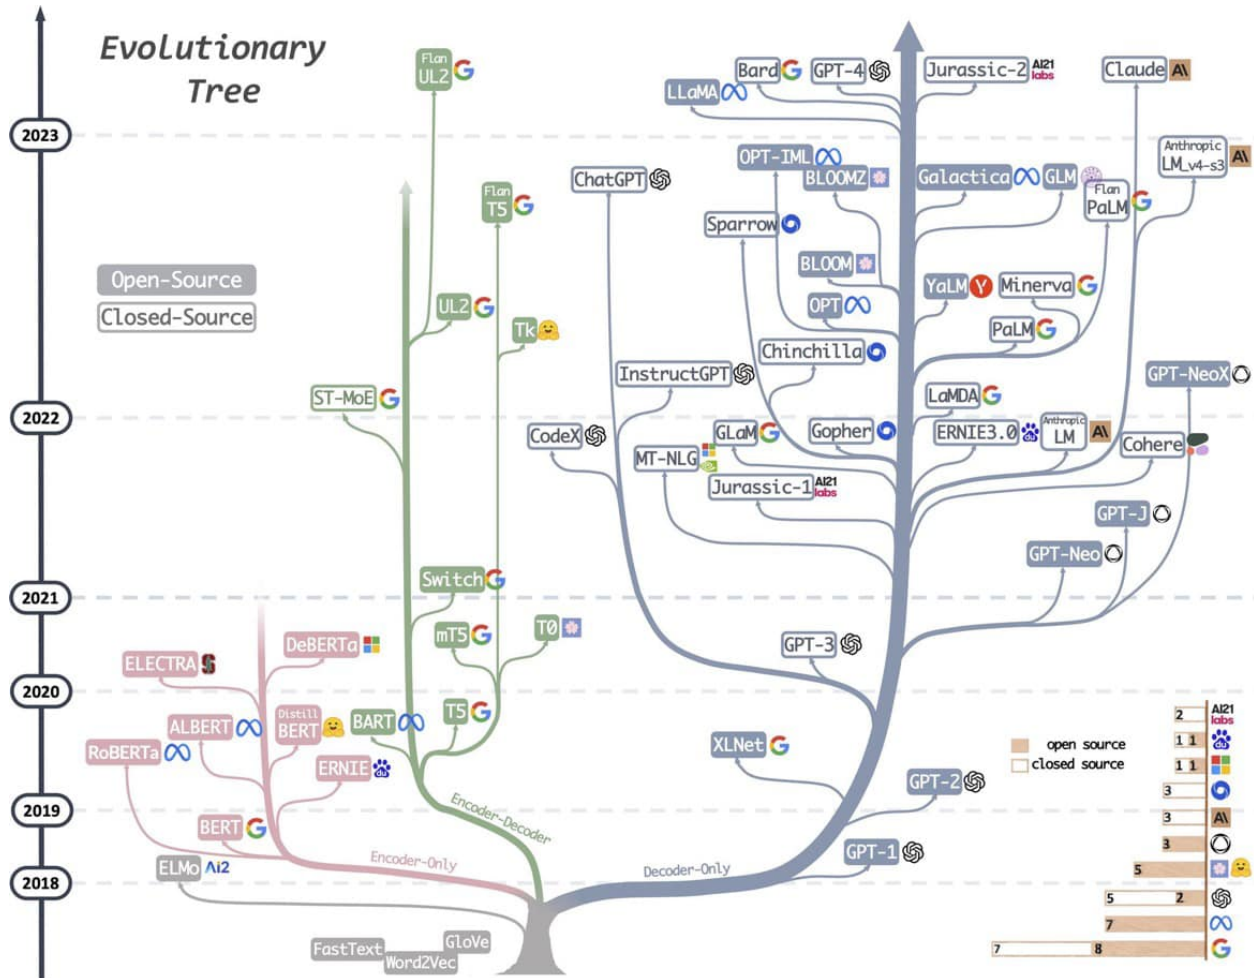 Evolutionary
Tree
Flan
UL2
Bard
GPT-4
Jurassic-2
AI21
labs
Claude
A\
LLaMA
2023
OPT-IML
Anthropic
LM_v4-s3
A\
ChatGPT
BLOOMZ
Galactica
GLM
Flan
T5
Flan
PaLM
Sparrow
BLOOM
Open-Source
Closed-Source
UL2
OPT
YaLM
Minerva
Tk
PaLM
Chinchilla
InstructGPT
GPT-NeoX
ST-MoE
LaMDA
2022
CodeX
GLaM
Gopher
ERNIE3.0
du
Anthropic
LM
A\
Cohere
MT-NLG
Jurassic-1
AI21
labs
GPT-J
GPT-Neo
Switch
2021
mT5
T0
DeBERTa
GPT-3
ELECTRA
2020
ALBERT
Distill
BERT
BART
T5
RoBERTa
XLNet
ERNIE
du
GPT-2
2019
Encoder-Decoder
BERT
GPT-1
ELMo
Ai2
Encoder-Only
Decoder-Only
2018
FastText
GloVe
Word2Vec
open source
closed source
2
AI21
labs
1 1
du
1 1
3
3
A\
3
5
5 2
7
7 8